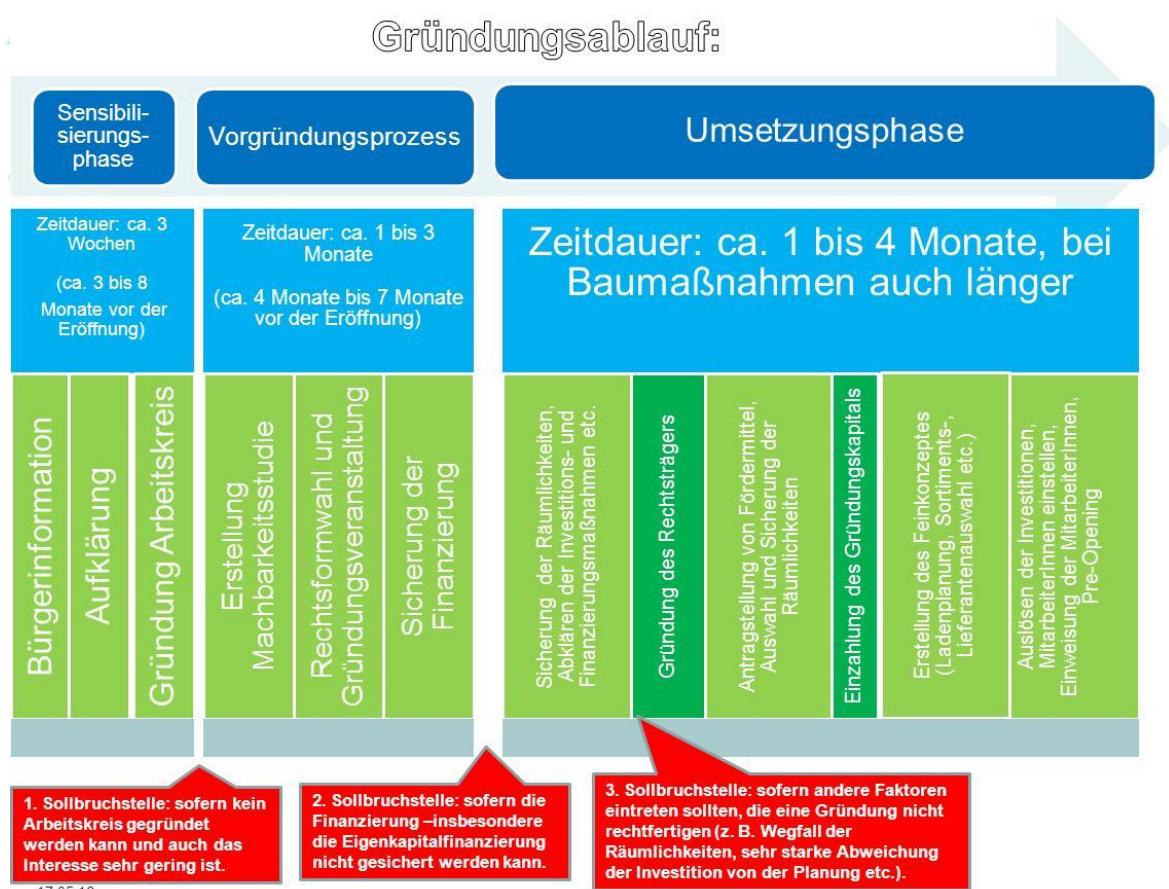 Gründungsablauf:
Sensibili-
sierungs-
phase
Vorgründungsprozess
Umsetzungsphase
Zeitdauer: ca. 3
Wochen
(ca. 3 bis 8
Monate vor der
Eröffnung)
Zeitdauer: ca. 1 bis 3
Monate
(ca. 4 Monate bis 7 Monate
vor der Eröffnung)
Zeitdauer: ca. 1 bis 4 Monate, bei
Baumaßnahmen auch länger
Bürgerinformation
Aufklärung
Gründung Arbeitskreis
Erstellung
Machbarkeitsstudie
Rechtsformwahl und
Gründungsveranstaltung
Sicherung der
Finanzierung
Sicherung der Räumlichkeiten,
Abklären der Investitions- und
Finanzierungsmaßnahmen etc.
Gründung des Rechtsträgers
Antragstellung von Fördermittel,
Auswahl und Sicherung der
Räumlichkeiten
Einzahlung des Gründungskapitals
Erstellung des Feinkonzeptes
(Ladenplanung, Sortiments-,
Lieferantenauswahl etc.)
Auslösen der Investitionen,
MitarbeiterInnen einstellen,
Einweisung der MitarbeiterInnen,
Pre-Opening
1. Sollbruchstelle: sofern kein
Arbeitskreis gegründet
werden kann und auch das
Interesse sehr gering ist.
2. Sollbruchstelle: sofern die
Finanzierung –insbesondere
die Eigenkapitalfinanzierung
nicht gesichert werden kann.
3. Sollbruchstelle: sofern andere Faktoren
eintreten sollten, die eine Gründung nicht
rechtfertigen (z. B. Wegfall der
Räumlichkeiten, sehr starke Abweichung
der Investition von der Planung etc.).